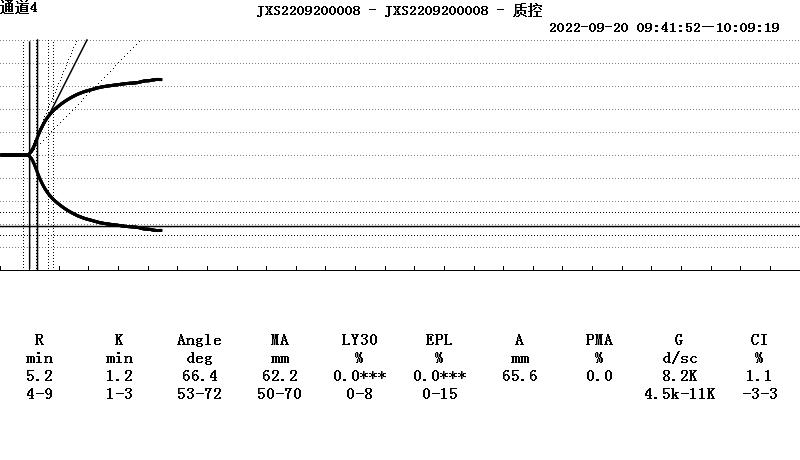 通道4
JXS2209200008 - JXS2209200008 - 质控
2022-09-20 09:41:52—10:09:19
R K Angle MA LY30 EPL A PMA G CI
min min deg mm % % mm % d/sc %
5.2 1.2 66.4 62.2 0.0*** 0.0*** 65.6 0.0 8.2K 1.1
4-9 1-3 53-72 50-70 0-8 0-15 4.5k-11K -3-3